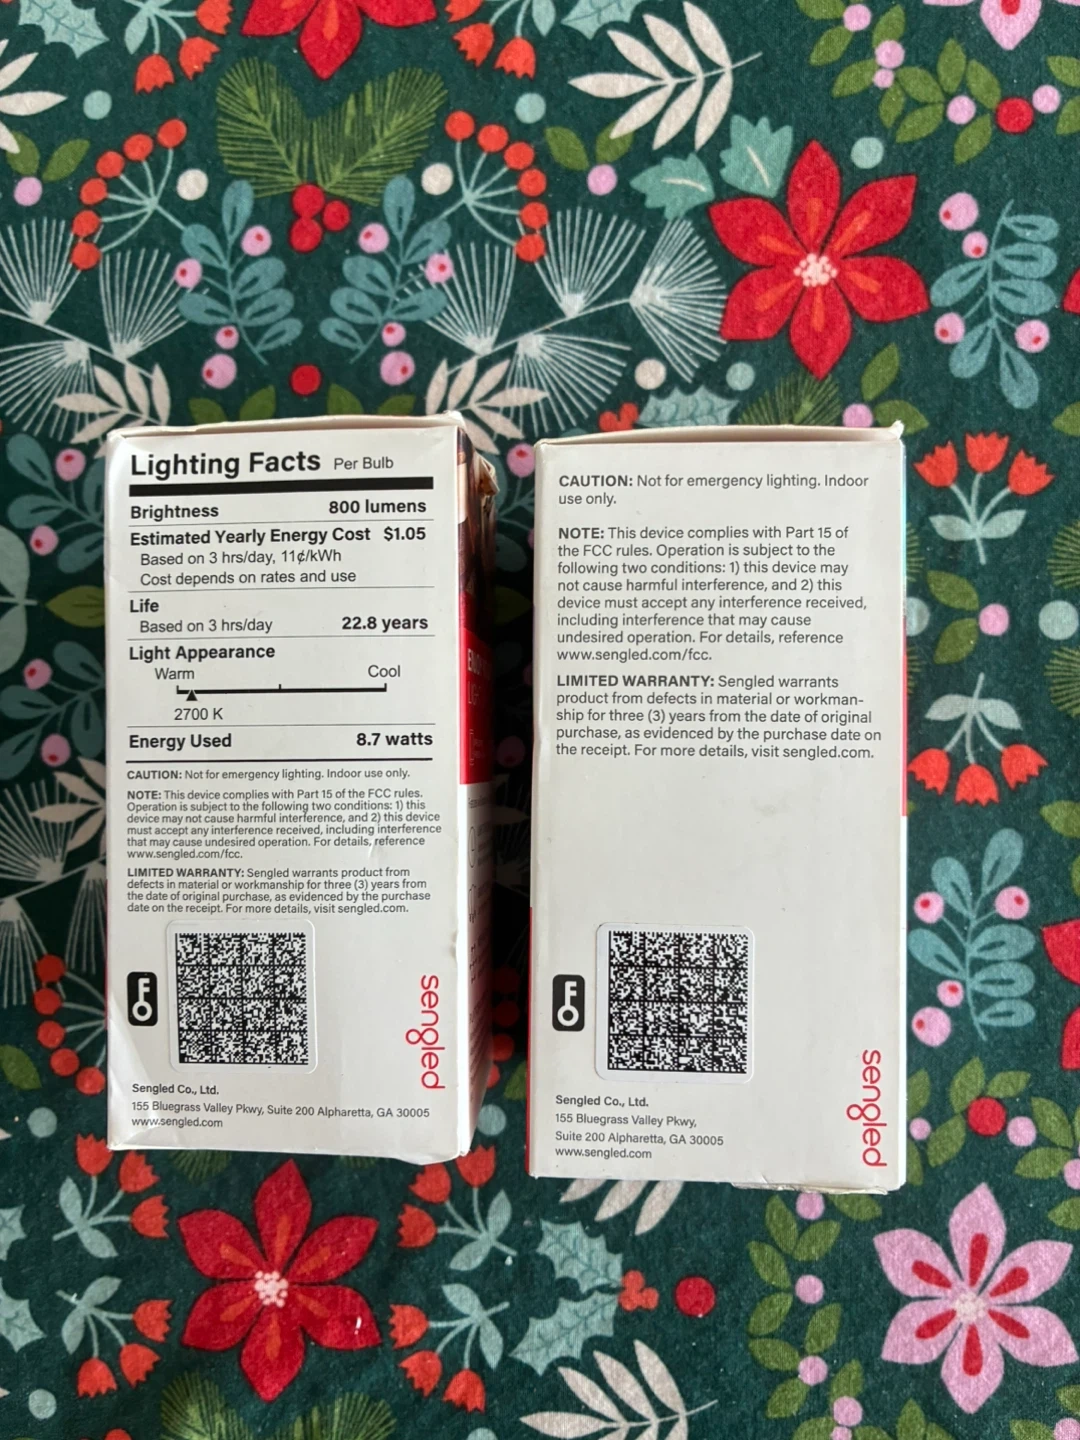 Lighting Facts Per Bulb
Brightness 800 lumens
Estimated Yearly Energy Cost $1.05
Based on 3 hrs/day, 11¢/kWh
Cost depends on rates and use
Life
Based on 3 hrs/day 22.8 years
Light Appearance
Warm Cool
2700 K
Energy Used 8.7 watts
CAUTION: Not for emergency lighting. Indoor use only.
NOTE: This device complies with Part 15 of the FCC rules.
Operation is subject to the following two conditions: 1) this
device may not cause harmful interference, and 2) this device
must accept any interference received, including interference
that may cause undesired operation. For details, reference
www.sengled.com/fcc.
LIMITED WARRANTY: Sengled warrants product from
defects in material or workmanship for three (3) years from
the date of original purchase, as evidenced by the purchase
date on the receipt. For more details, visit sengled.com.
sengled
Sengled Co., Ltd.
155 Bluegrass Valley Pkwy, Suite 200 Alpharetta, GA 30005
www.sengled.com
CAUTION: Not for emergency lighting. Indoor
use only.
NOTE: This device complies with Part 15 of
the FCC rules. Operation is subject to the
following two conditions: 1) this device may
not cause harmful interference, and 2) this
device must accept any interference received,
including interference that may cause
undesired operation. For details, reference
www.sengled.com/fcc.
LIMITED WARRANTY: Sengled warrants
product from defects in material or workman-
ship for three (3) years from the date of original
purchase, as evidenced by the purchase date on
the receipt. For more details, visit sengled.com.
sengled
Sengled Co., Ltd.
155 Bluegrass Valley Pkwy,
Suite 200 Alpharetta, GA 30005
www.sengled.com